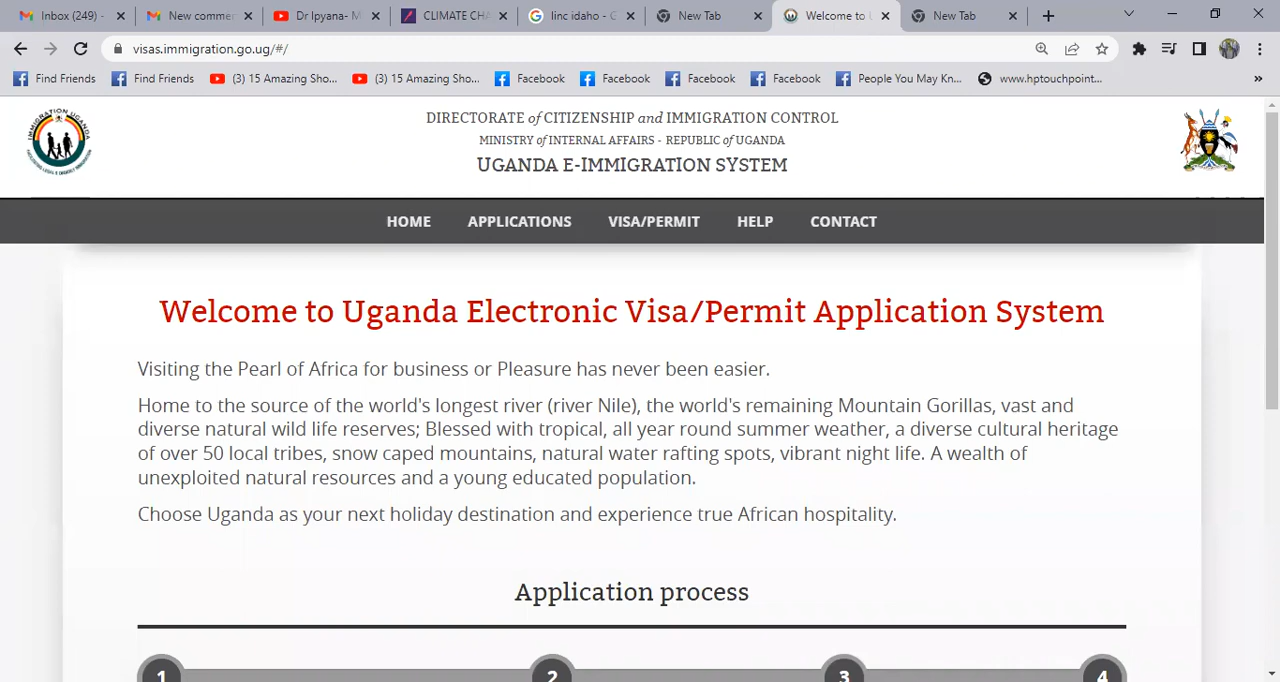 Inbox (249) -
New commen
Dr Ipyana- M
CLIMATE CHA
linc idaho - G
New Tab
Welcome to U
New Tab
visas.immigration.go.ug/#/
Find Friends
Find Friends
(3) 15 Amazing Sho...
(3) 15 Amazing Sho...
Facebook
Facebook
Facebook
Facebook
People You May Kn...
www.hptouchpoint...
DIRECTORATE of CITIZENSHIP and IMMIGRATION CONTROL
MINISTRY of INTERNAL AFFAIRS - REPUBLIC of UGANDA
UGANDA E-IMMIGRATION SYSTEM
HOME APPLICATIONS VISA/PERMIT HELP CONTACT
Welcome to Uganda Electronic Visa/Permit Application System
Visiting the Pearl of Africa for business or Pleasure has never been easier.
Home to the source of the world's longest river (river Nile), the world's remaining Mountain Gorillas, vast and
diverse natural wild life reserves; Blessed with tropical, all year round summer weather, a diverse cultural heritage
of over 50 local tribes, snow caped mountains, natural water rafting spots, vibrant night life. A wealth of
unexploited natural resources and a young educated population.
Choose Uganda as your next holiday destination and experience true African hospitality.
Application process
1 2 3 4